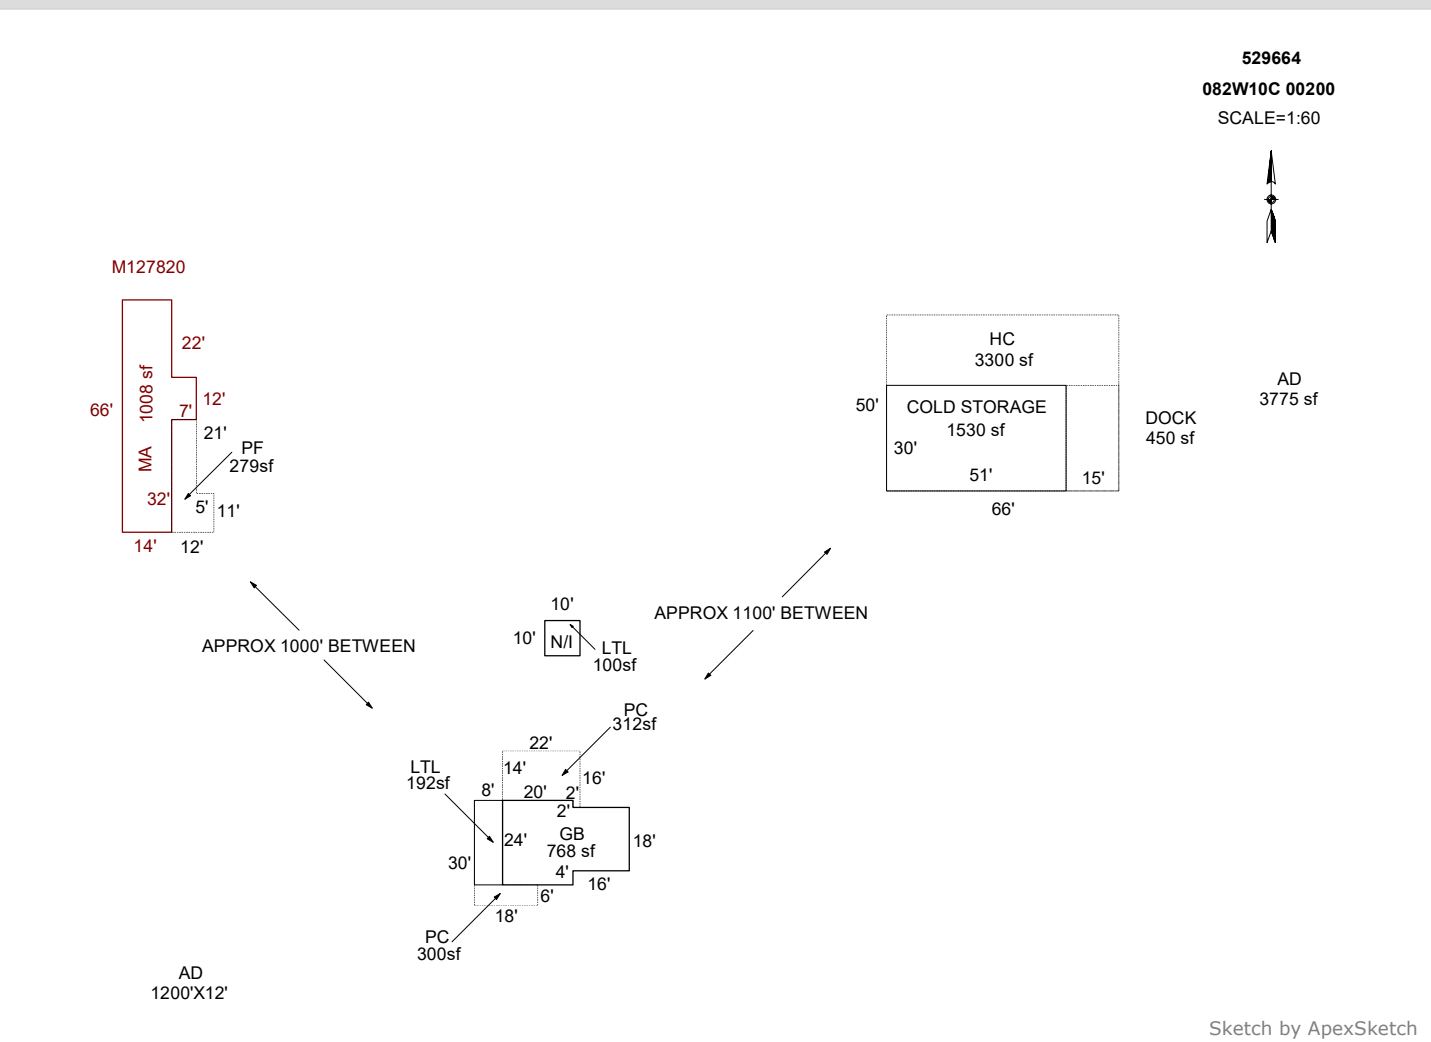 529664
082W10C 00200
SCALE=1:60
M127820
22'
66'
MA 1008 sf
12'
7'
21'
PF
279sf
32'
5'
11'
14'
12'
HC
3300 sf
50'
COLD STORAGE
1530 sf
30'
51'
15'
66'
DOCK
450 sf
AD
3775 sf
APPROX 1000' BETWEEN
10'
10'
N/I
LTL
100sf
APPROX 1100' BETWEEN
PC
312sf
22'
14'
16'
LTL
192sf
8'
20'
2'
2'
24'
GB
768 sf
18'
30'
4'
16'
6'
18'
PC
300sf
AD
1200'X12'
Sketch by ApexSketch